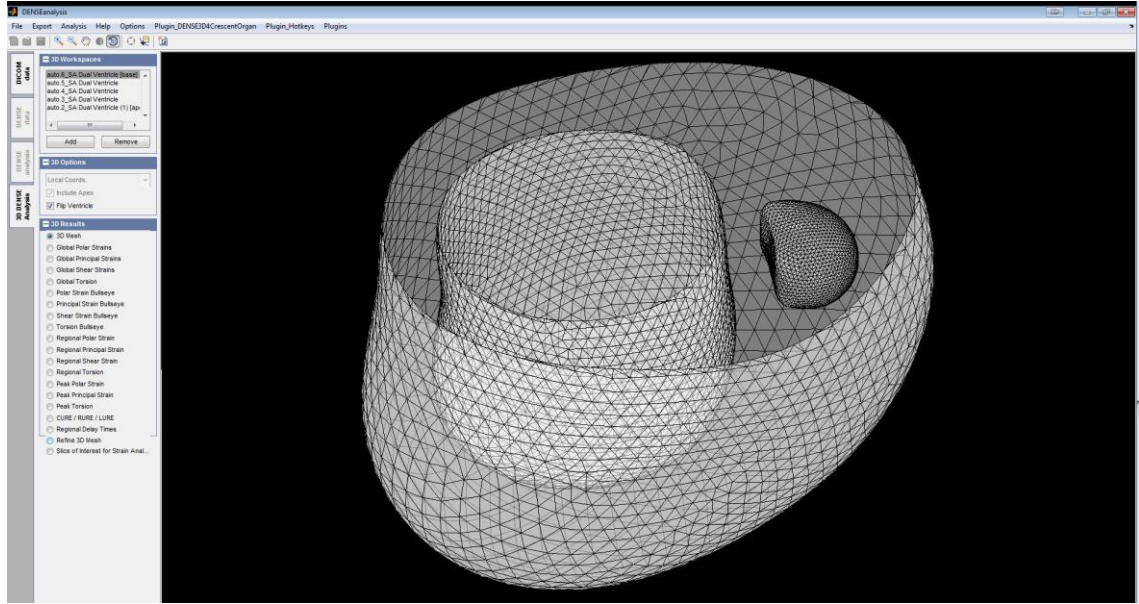 DENSEanalysis
File Export Analysis Help Options Plugin_DENSE3D4CrescentOrgan Plugin_Hotkeys Plugins
DICOM data
DENSE data
DENSE analysis
3D DENSE Analysis
3D Workspaces
auto.6_SA Dual Ventricle [base]
auto.5_SA Dual Ventricle
auto.4_SA Dual Ventricle
auto.3_SA Dual Ventricle
auto.2_SA Dual Ventricle (1) [ap
Add Remove
3D Options
Local Coords.
Include Apex
Flip Ventricle
3D Results
3D Mesh
Global Polar Strains
Global Principal Strains
Global Shear Strains
Global Torsion
Polar Strain Bullseye
Principal Strain Bullseye
Shear Strain Bullseye
Torsion Bullseye
Regional Polar Strain
Regional Principal Strain
Regional Shear Strain
Regional Torsion
Peak Polar Strain
Peak Principal Strain
Peak Torsion
CURE / RURE / LURE
Regional Delay Times
Refine 3D Mesh
Slice of Interest for Strain Anal...